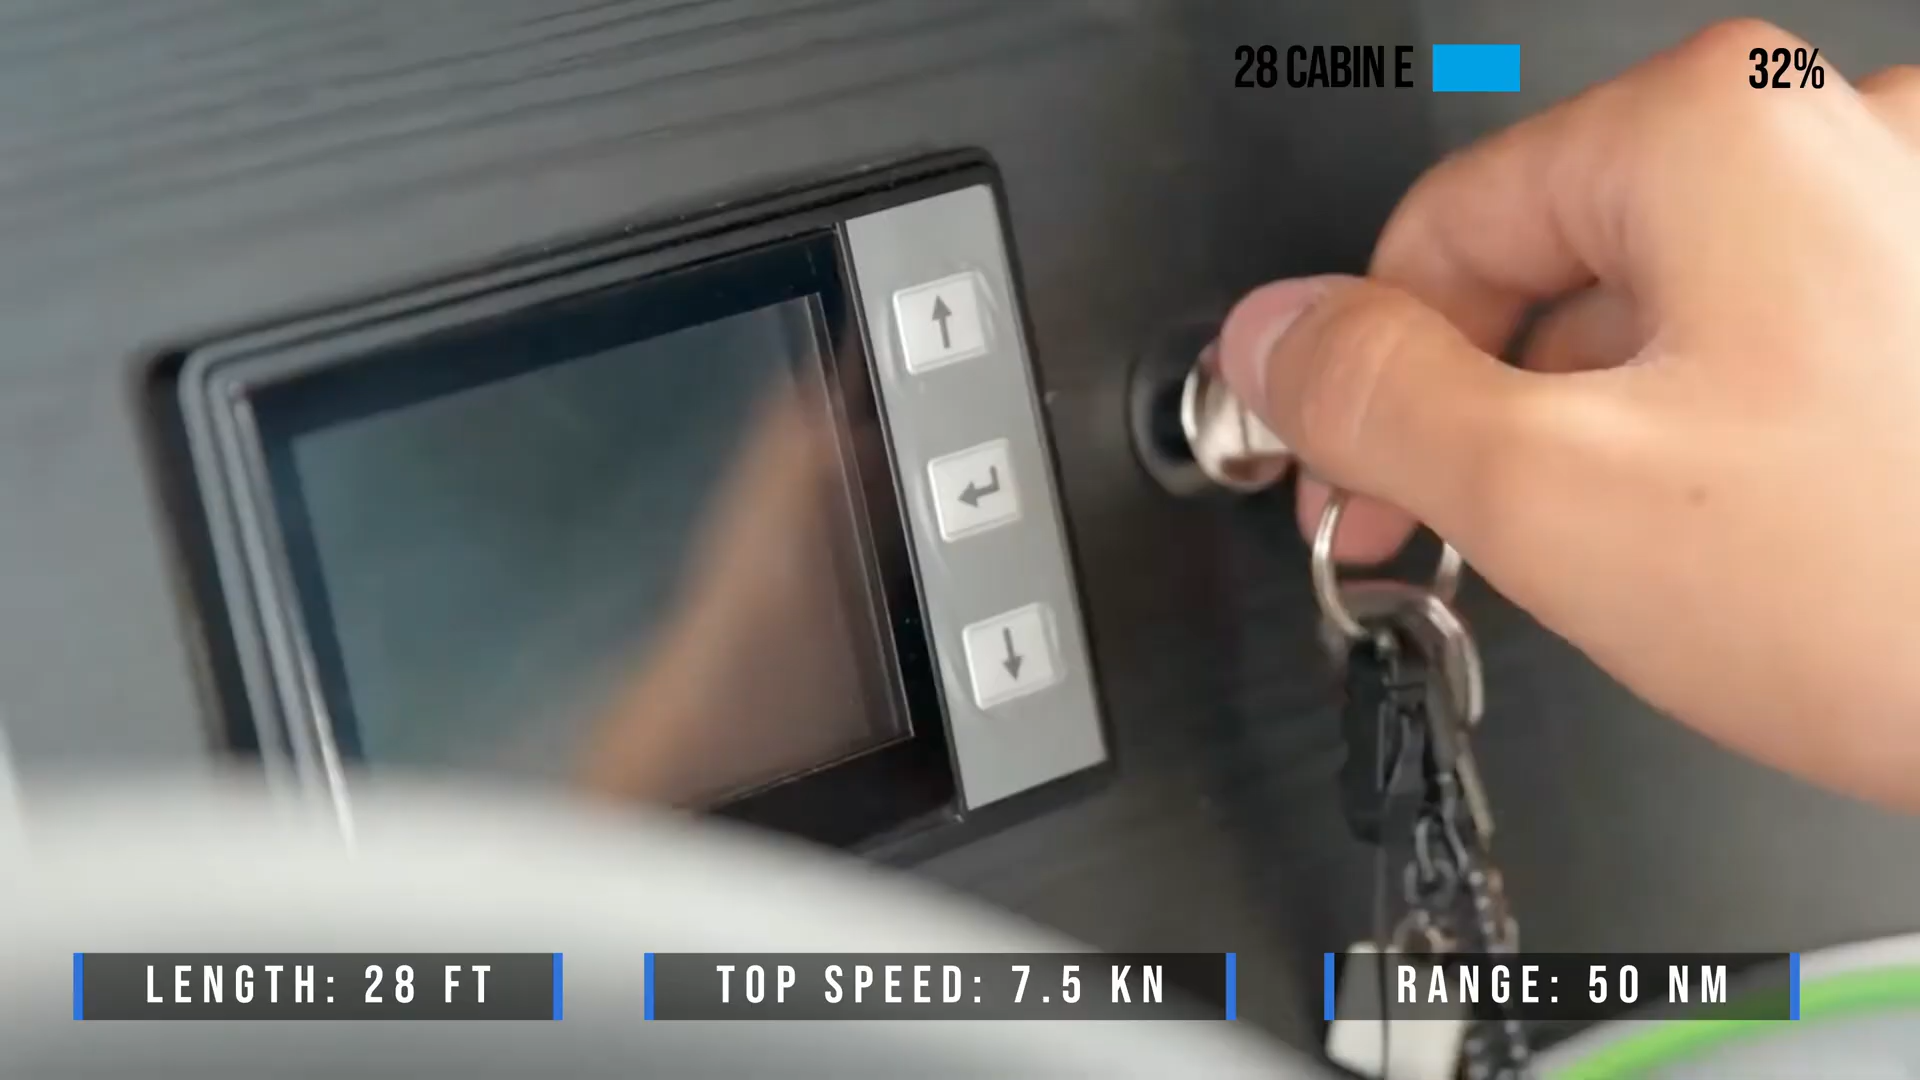 28 CABIN E
32%
LENGTH: 28 FT
TOP SPEED: 7.5 KN
RANGE: 50 NM